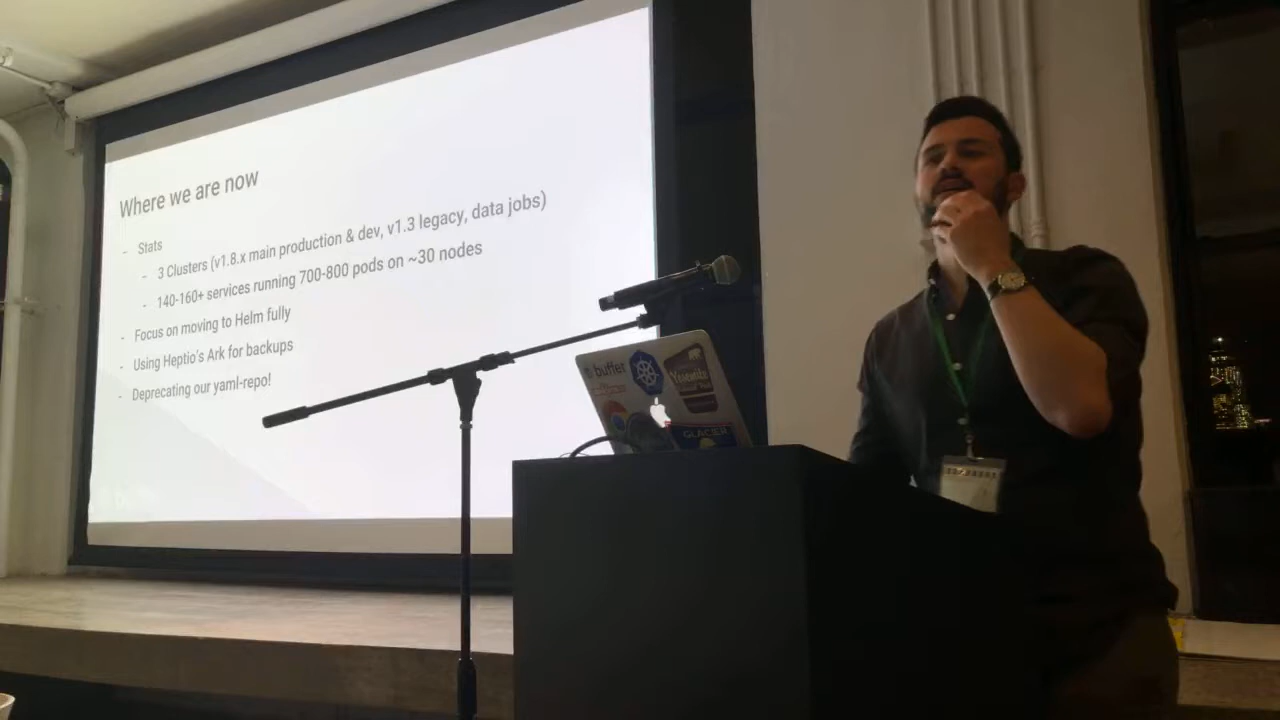 Where we are now
- Stats
- 3 Clusters (v1.8.x main production & dev, v1.3 legacy, data jobs)
- 140-160+ services running 700-800 pods on ~30 nodes
- Focus on moving to Helm fully
- Using Heptio's Ark for backups
- Deprecating our yaml-repo!
buffer
Yosemite
GLACIER